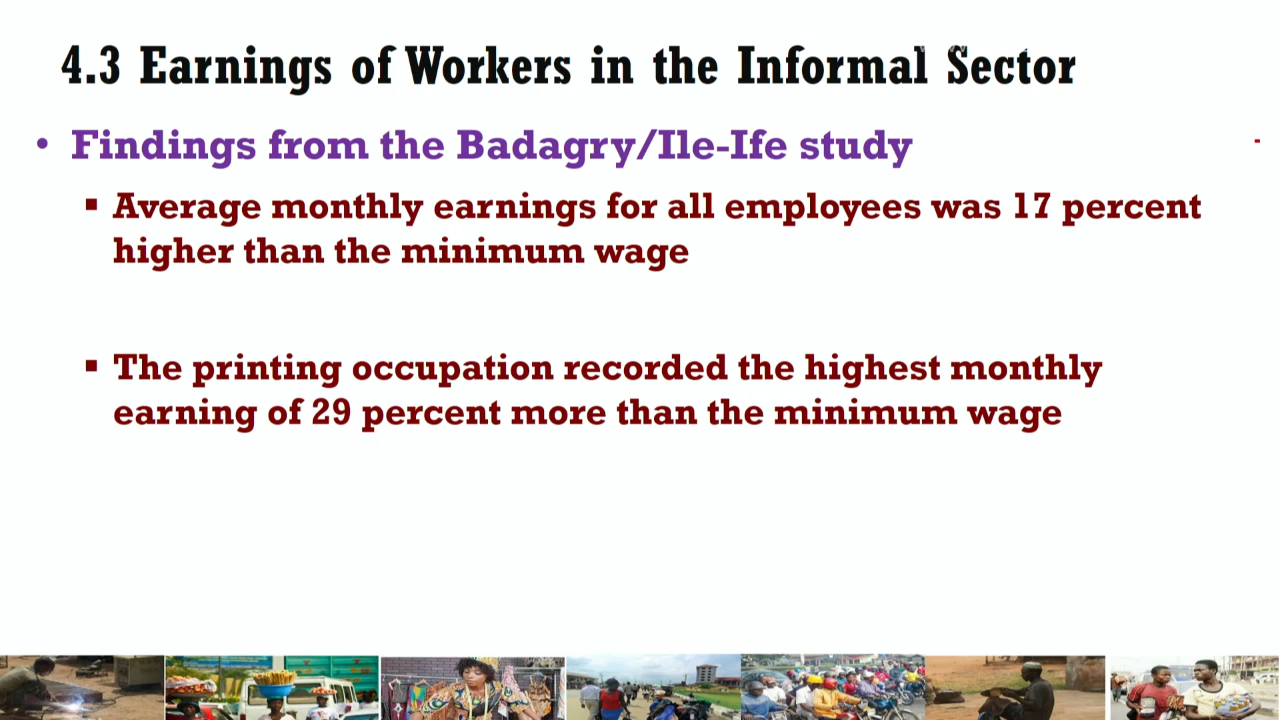 4.3 Earnings of Workers in the Informal Sector
• Findings from the Badagry/Ile-Ife study
▪ Average monthly earnings for all employees was 17 percent
higher than the minimum wage
▪ The printing occupation recorded the highest monthly
earning of 29 percent more than the minimum wage